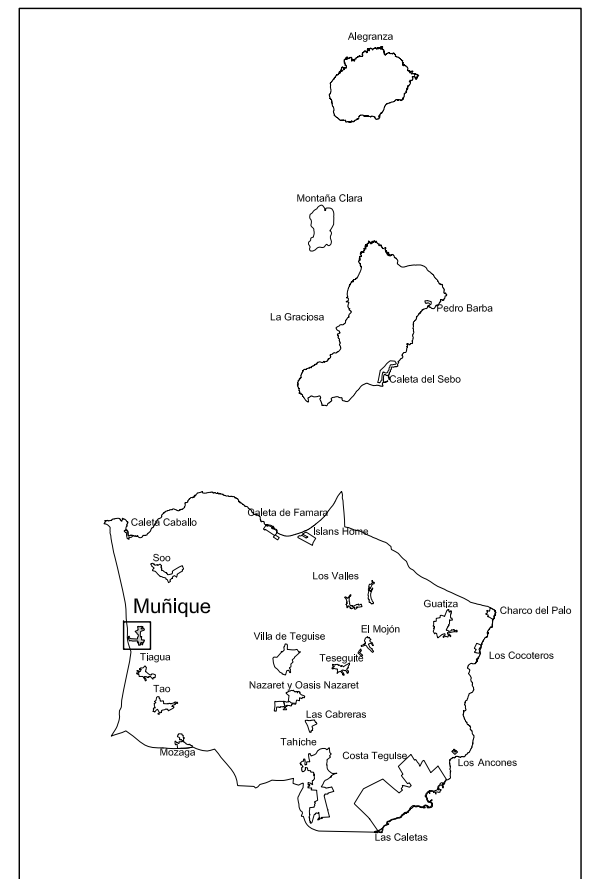 Alegranza
Montaña Clara
La Graciosa
Pedro Barba
Caleta del Sebo
Caleta Caballo
Caleta de Famara
Islans Home
Soo
Los Valles
Muñique
Guatiza
Charco del Palo
El Mojón
Villa de Teguise
Los Cocoteros
Tiagua
Teseguite
Tao
Nazaret y Oasis Nazaret
Las Cabreras
Tahiche
Mozaga
Costa Teguise
Los Ancones
Las Caletas